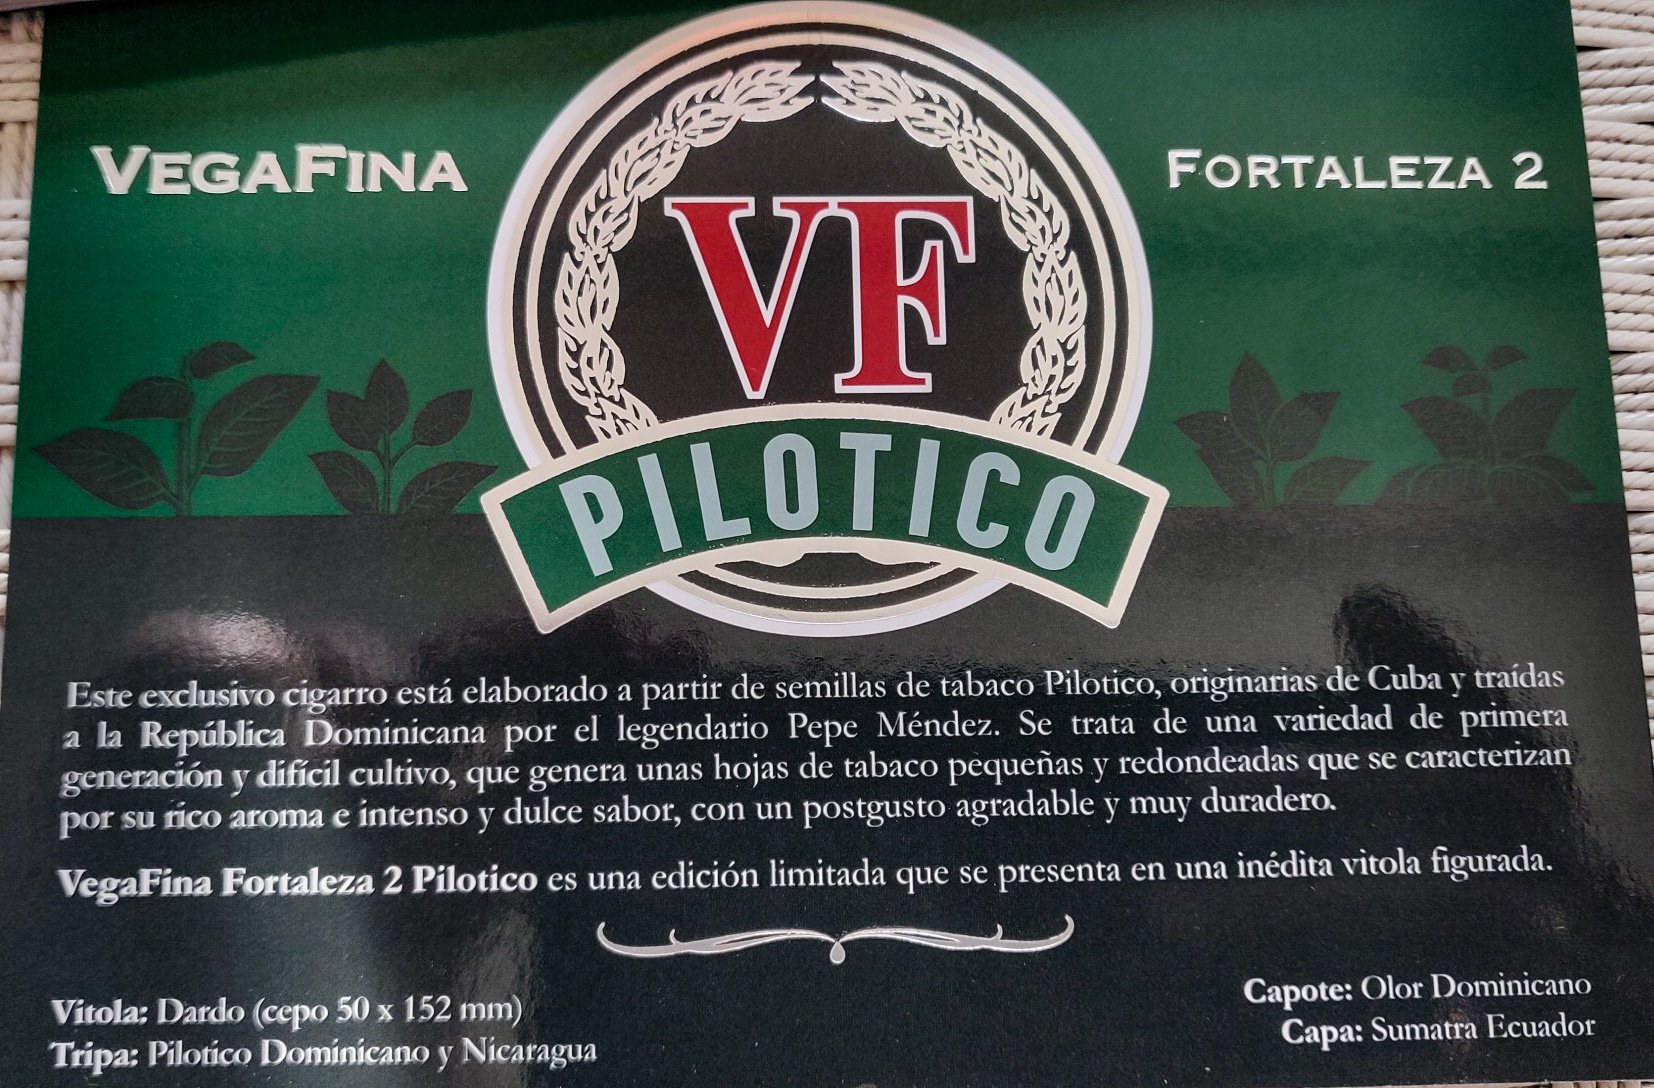 VEGAFINA
FORTALEZA 2
VF
PILOTICO
Este exclusivo cigarro está elaborado a partir de semillas de tabaco Pilotico, originarias de Cuba y traídas
a la República Dominicana por el legendario Pepe Méndez. Se trata de una variedad de primera
generación y difícil cultivo, que genera unas hojas de tabaco pequeñas y redondeadas que se caracterizan
por su rico aroma e intenso y dulce sabor, con un postgusto agradable y muy duradero.
VegaFina Fortaleza 2 Pilotico es una edición limitada que se presenta en una inédita vitola figurada.
Vitola: Dardo (cepo 50 x 152 mm)
Tripa: Pilotico Dominicano y Nicaragua
Capote: Olor Dominicano
Capa: Sumatra Ecuador